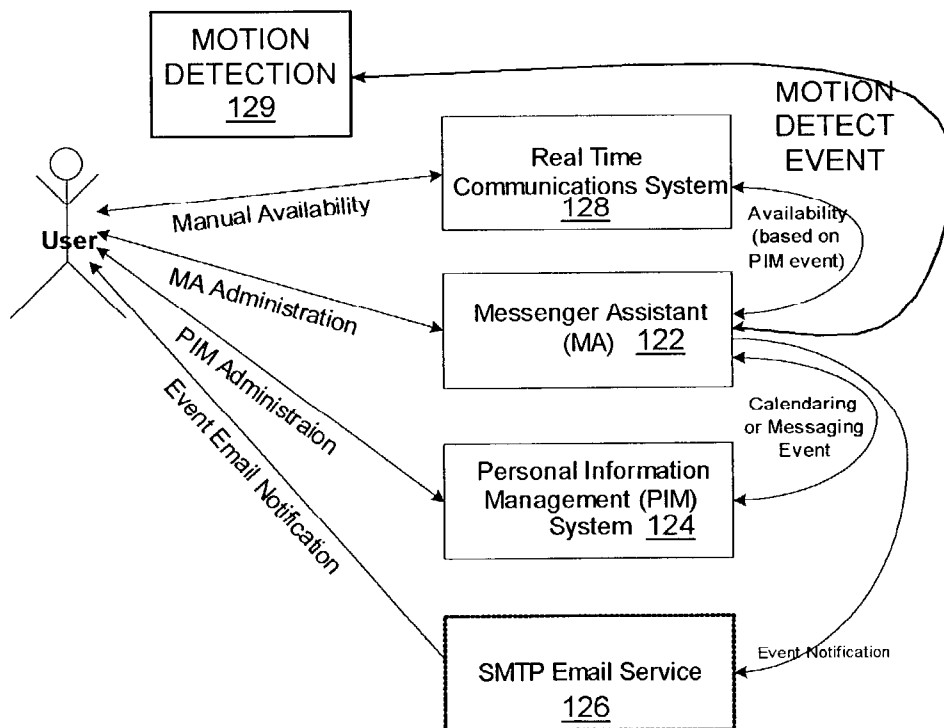 MOTION
DETECTION
129
MOTION
DETECT
EVENT
Real Time
Communications System
128
Manual Availability
Availability
(based on
PIM event)
User
MA Administration
Messenger Assistant
(MA) 122
PIM Administraion
Calendaring
or Messaging
Event
Event Email Notification
Personal Information
Management (PIM)
System 124
Event Notification
SMTP Email Service
126